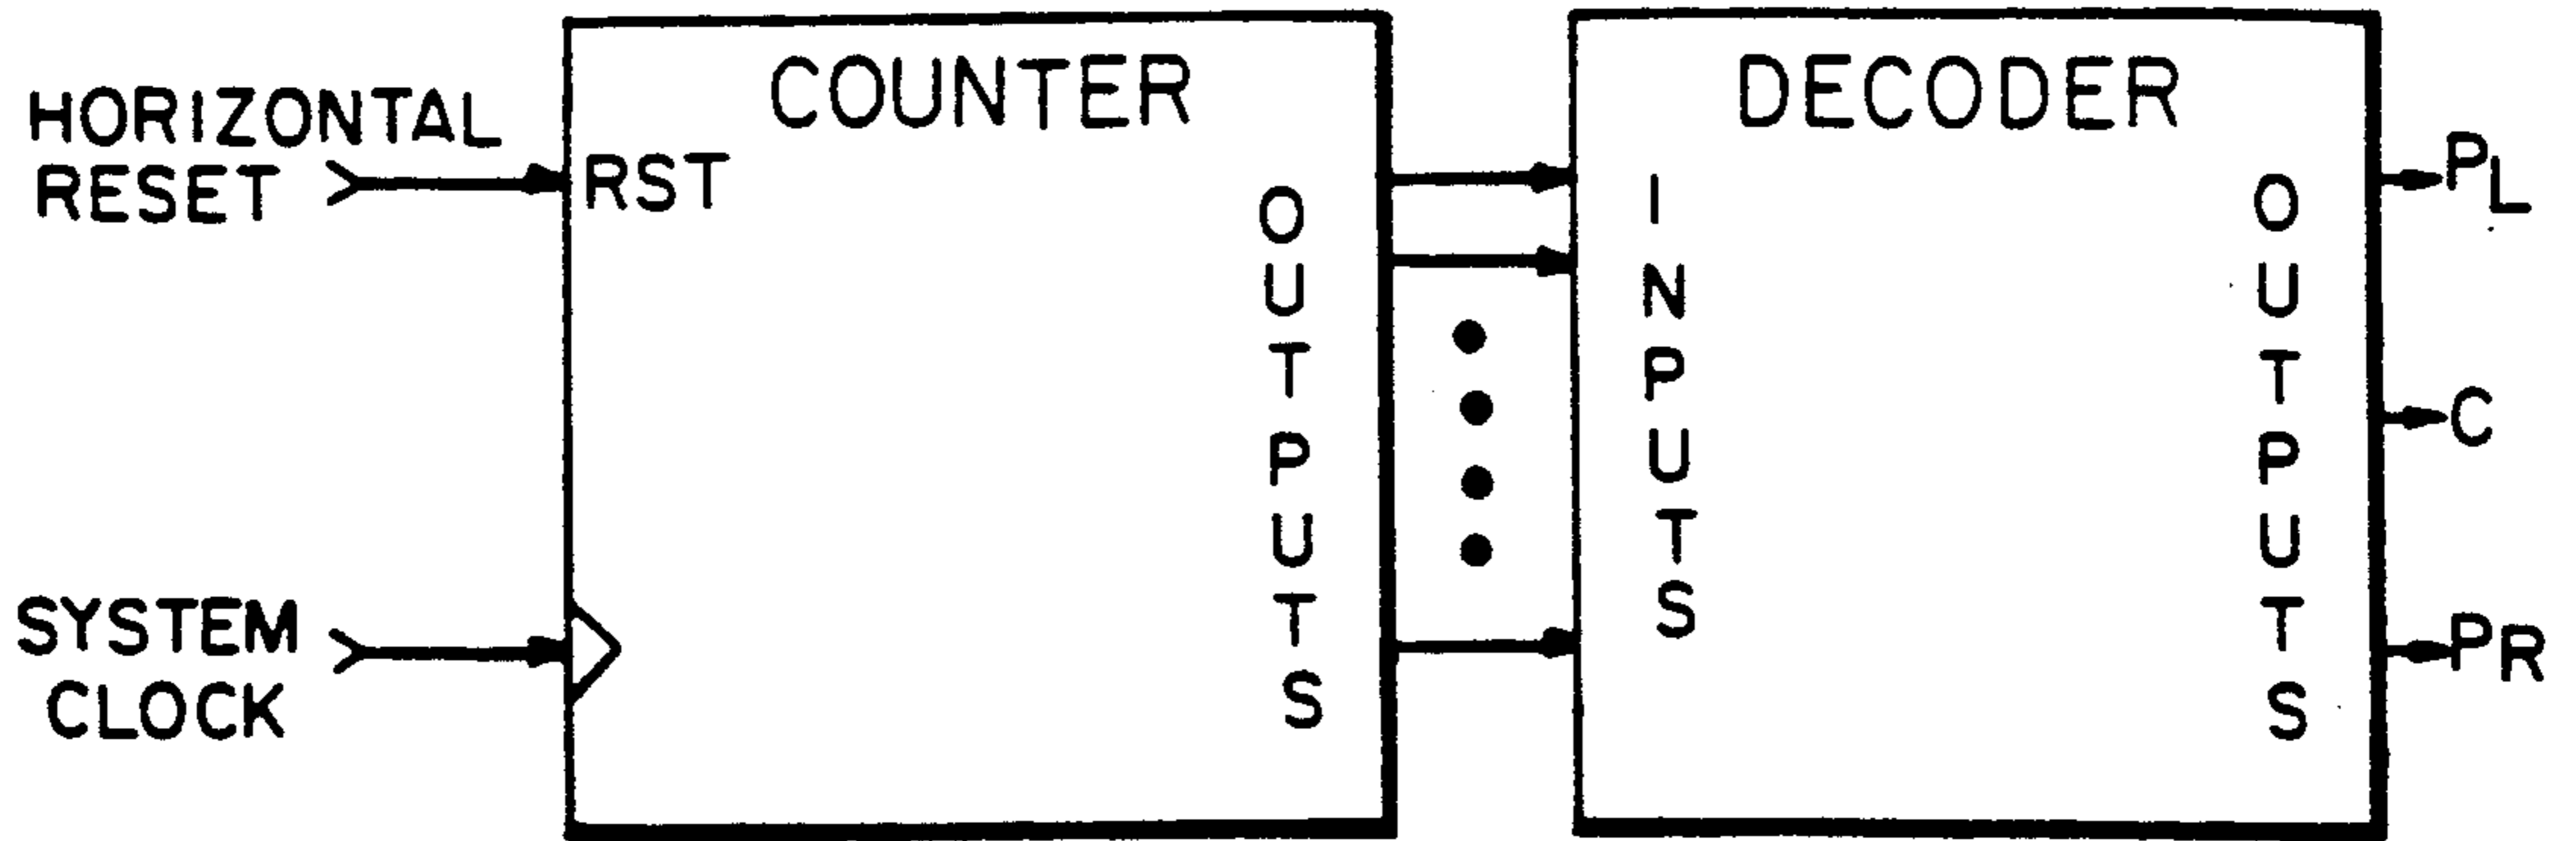 COUNTER
DECODER
HORIZONTAL
RESET
RST
OUTPUTS
INPUTS
OUTPUTS
PL
C
PR
SYSTEM
CLOCK